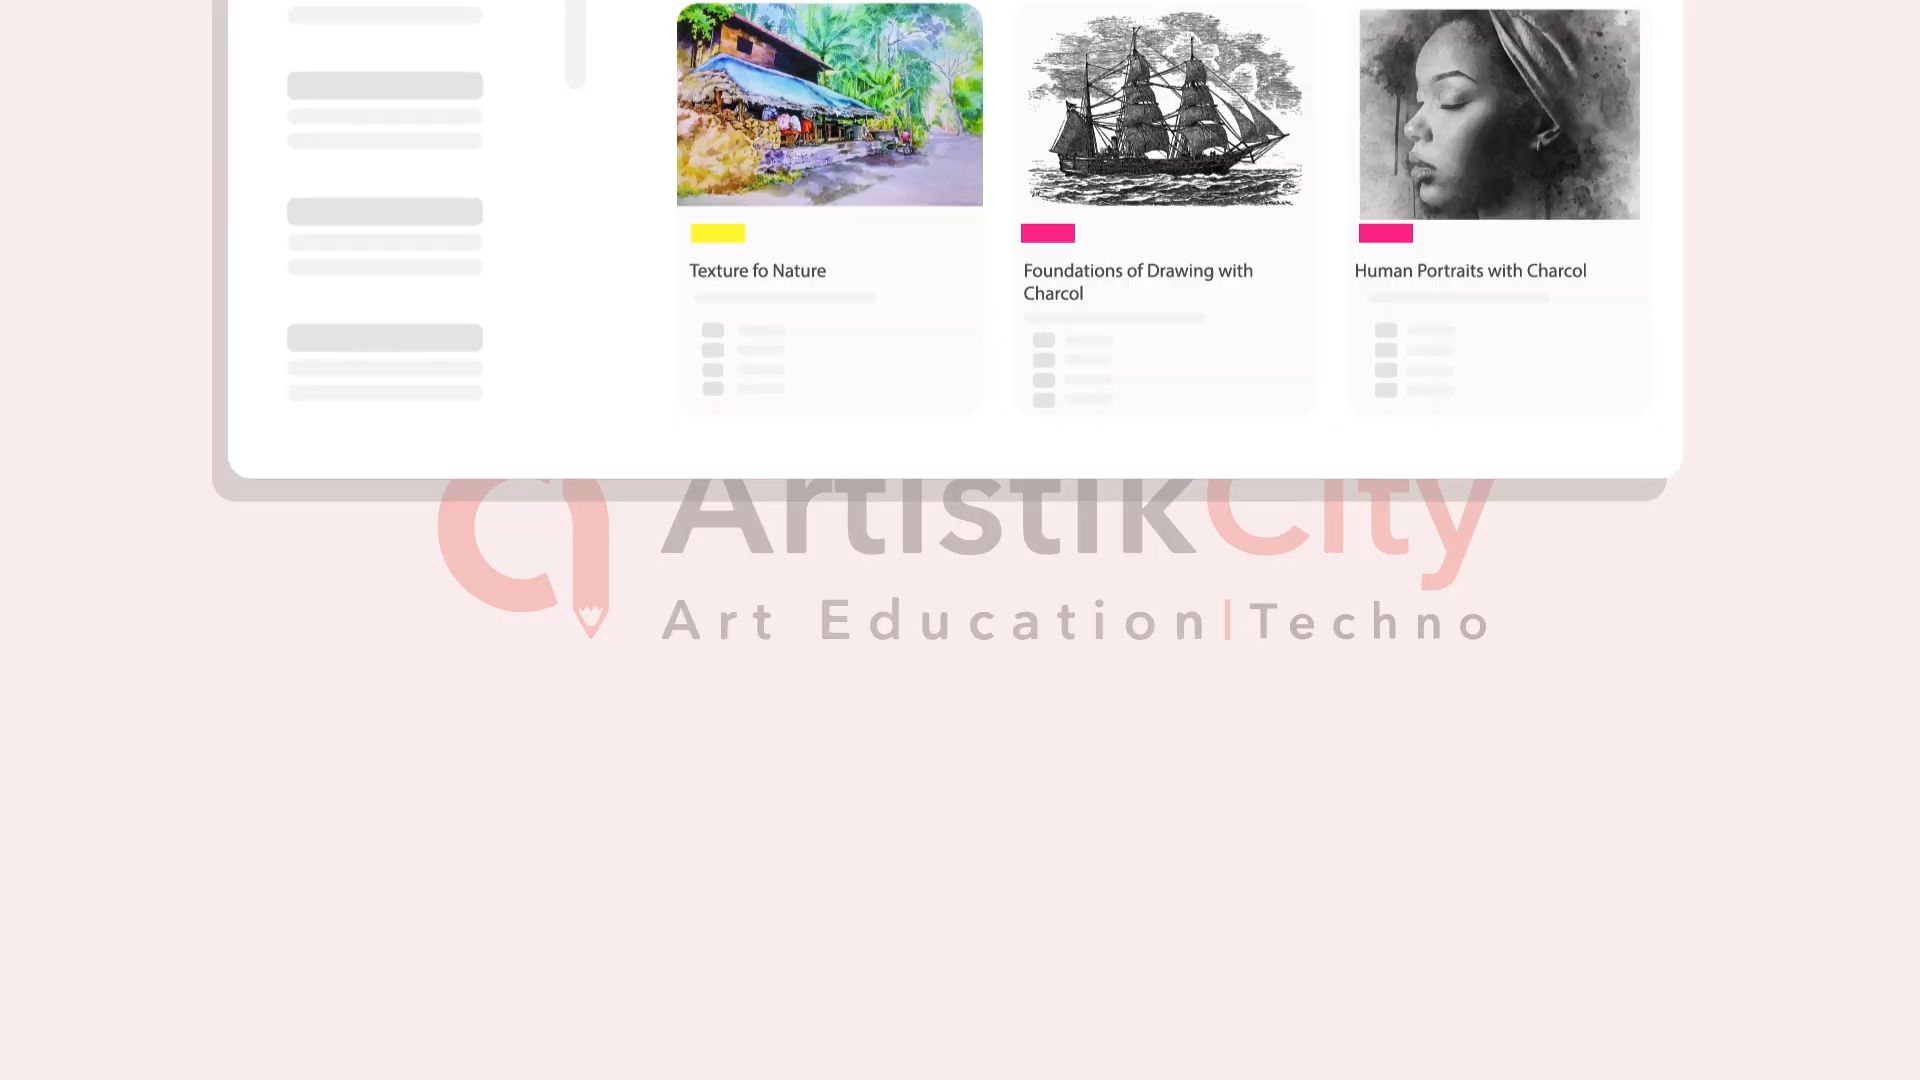 Texture fo Nature
Foundations of Drawing with
Charcol
Human Portraits with Charcol
ArtistikCity
Art Education|Techno